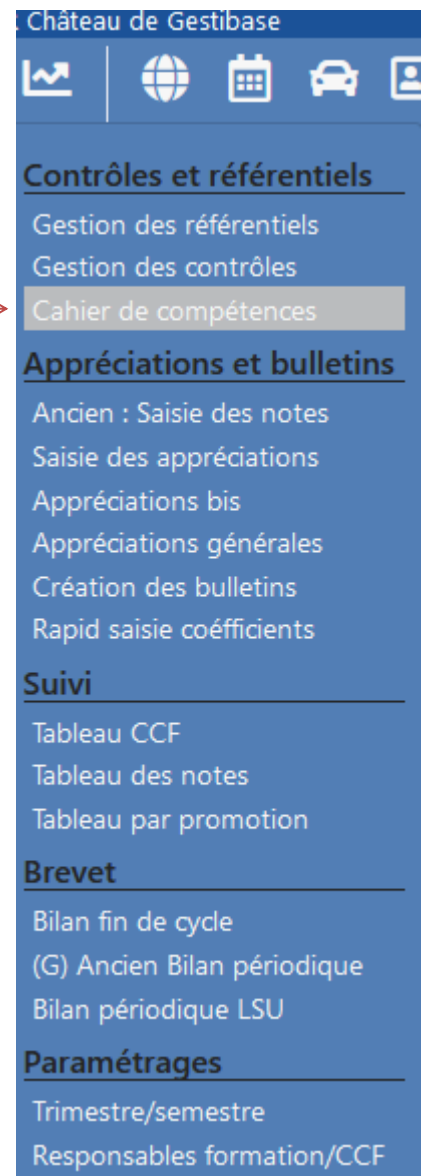 Château de Gestibase
Contrôles et référentiels
Gestion des référentiels
Gestion des contrôles
Cahier de compétences
Appréciations et bulletins
Ancien : Saisie des notes
Saisie des appréciations
Appréciations bis
Appréciations générales
Création des bulletins
Rapid saisie coéfficients
Suivi
Tableau CCF
Tableau des notes
Tableau par promotion
Brevet
Bilan fin de cycle
(G) Ancien Bilan périodique
Bilan périodique LSU
Paramétrages
Trimestre/semestre
Responsables formation/CCF